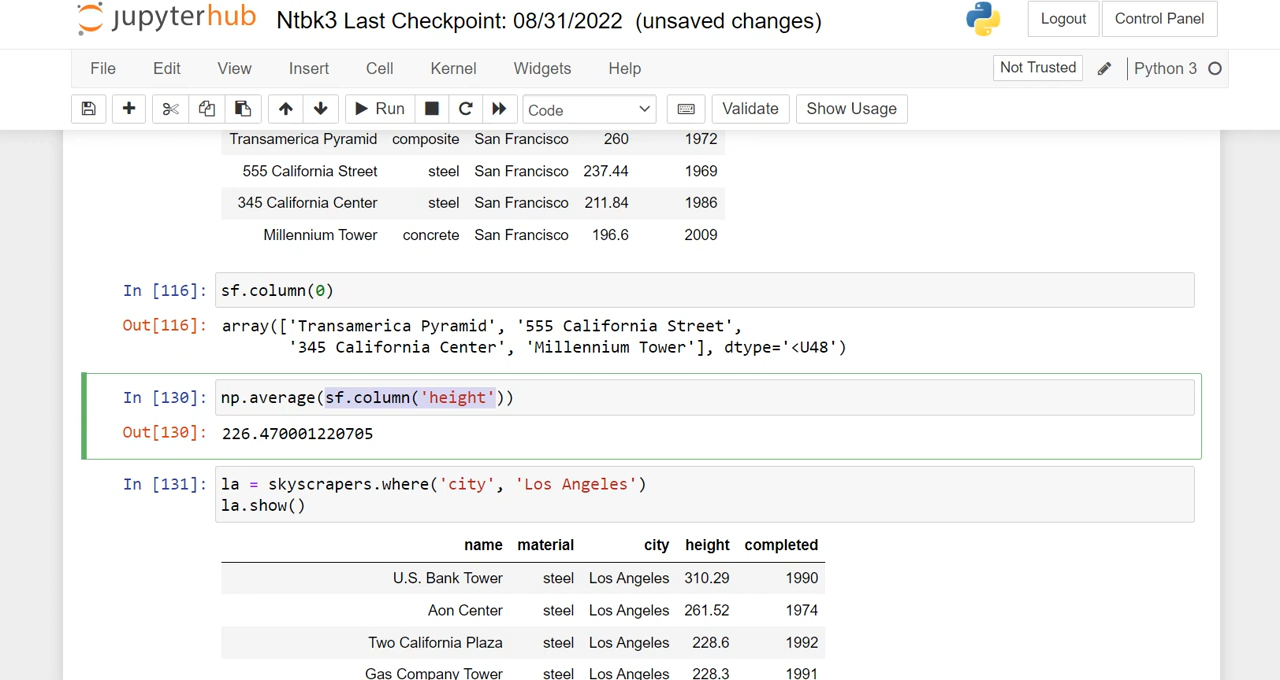 jupyterhub Ntbk3 Last Checkpoint: 08/31/2022 (unsaved changes) Logout Control Panel
File Edit View Insert Cell Kernel Widgets Help Not Trusted Python 3
Run Code Validate Show Usage
Transamerica Pyramid composite San Francisco 260 1972
555 California Street steel San Francisco 237.44 1969
345 California Center steel San Francisco 211.84 1986
Millennium Tower concrete San Francisco 196.6 2009
In [116]: sf.column(0)
Out[116]: array(['Transamerica Pyramid', '555 California Street',
'345 California Center', 'Millennium Tower'], dtype='<U48')
In [130]: np.average(sf.column('height'))
Out[130]: 226.470001220705
In [131]: la = skyscrapers.where('city', 'Los Angeles')
la.show()
name material city height completed
U.S. Bank Tower steel Los Angeles 310.29 1990
Aon Center steel Los Angeles 261.52 1974
Two California Plaza steel Los Angeles 228.6 1992
Gas Company Tower steel Los Angeles 228.3 1991